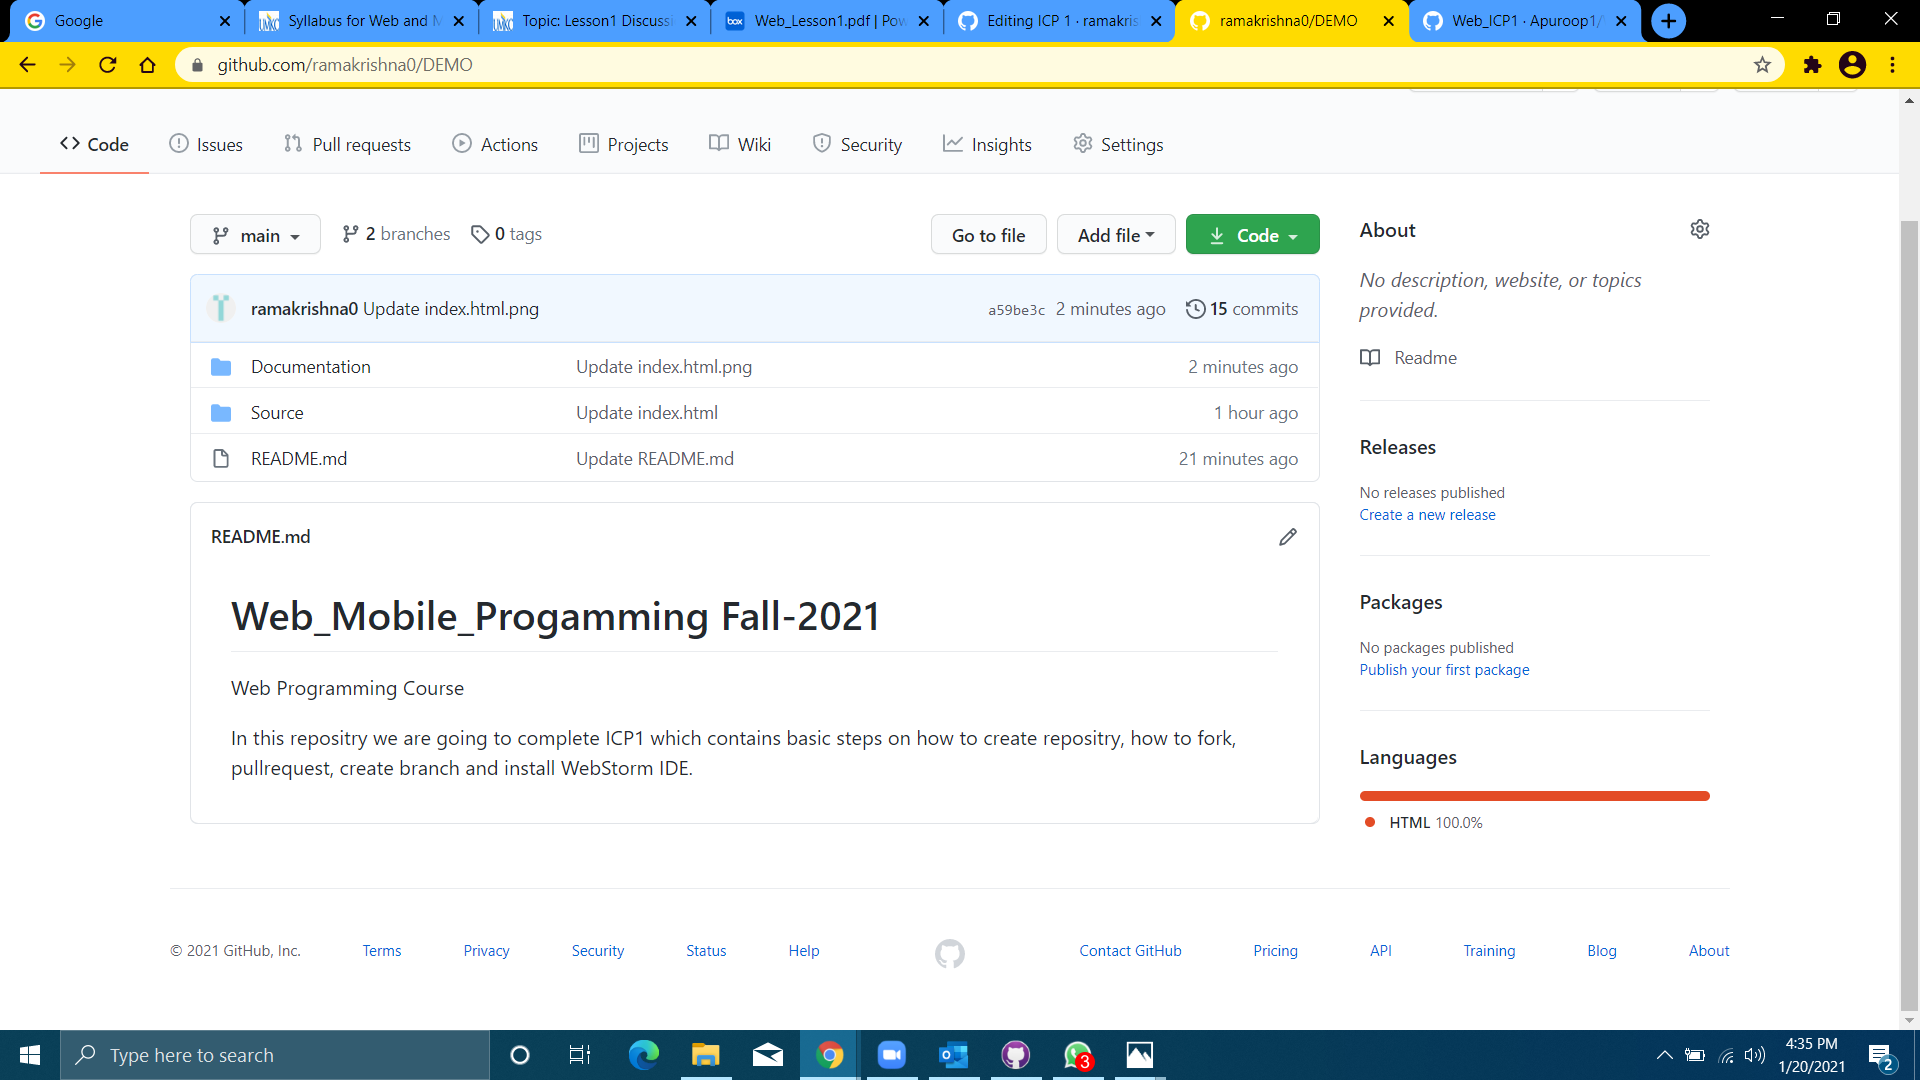 Google
Syllabus for Web and M
Topic: Lesson1 Discussi
Web_Lesson1.pdf | Pow
Editing ICP 1 · ramakris
ramakrishna0/DEMO
Web_ICP1 · Apuroop1/
github.com/ramakrishna0/DEMO
Code
Issues
Pull requests
Actions
Projects
Wiki
Security
Insights
Settings
main
2 branches
0 tags
Go to file
Add file
Code
ramakrishna0 Update index.html.png
a59be3c 2 minutes ago
15 commits
Documentation
Update index.html.png
2 minutes ago
Source
Update index.html
1 hour ago
README.md
Update README.md
21 minutes ago
README.md
Web_Mobile_Progamming Fall-2021
Web Programming Course
In this repositry we are going to complete ICP1 which contains basic steps on how to create repositry, how to fork,
pullrequest, create branch and install WebStorm IDE.
About
No description, website, or topics
provided.
Readme
Releases
No releases published
Create a new release
Packages
No packages published
Publish your first package
Languages
HTML 100.0%
© 2021 GitHub, Inc.
Terms
Privacy
Security
Status
Help
Contact GitHub
Pricing
API
Training
Blog
About
Type here to search
3
4:35 PM
1/20/2021
2